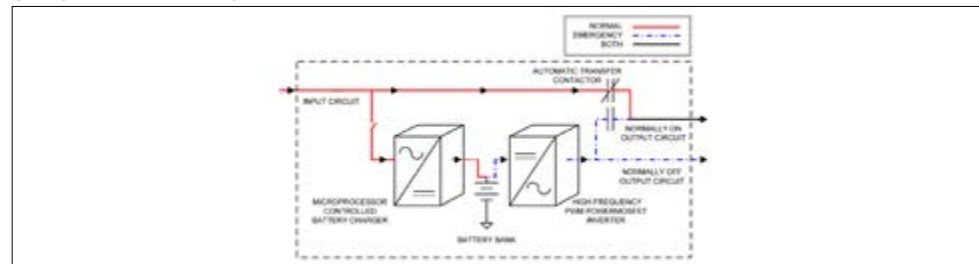 NORMAL
EMERGENCY
BOTH
AUTOMATIC TRANSFER
CONTACTOR
INPUT CIRCUIT
NORMALLY ON
OUTPUT CIRCUIT
NORMALLY OFF
OUTPUT CIRCUIT
MICROPROCESSOR
CONTROLLED
BATTERY CHARGER
HIGH FREQUENCY
PWM POWERMOSFET
INVERTER
BATTERY BANK